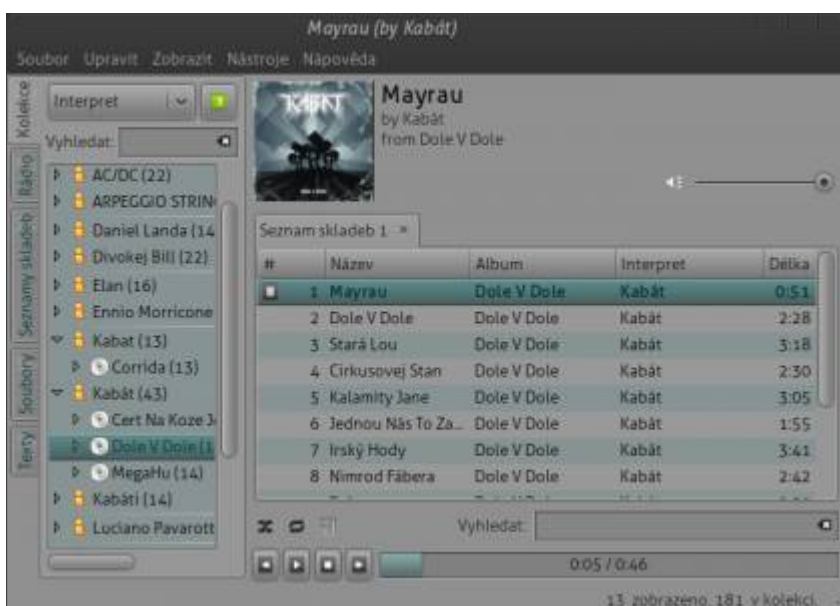 Mayrau (by Kabát)
Soubor Upravit Zobrazit Nástroje Nápověda
Kolekce
Rádio
Seznamy skladeb
Soubory
Texty
Interpret
Vyhledat:
AC/DC (22)
ARPEGGIO STRIN
Daniel Landa (14
Divokej Bill (22)
Elan (16)
Ennio Morricone
Kabat (13)
Corrida (13)
Kabát (43)
Cert Na Koze J
Dole V Dole (1
MegaHu (14)
Kabáti (14)
Luciano Pavarott
KABÁT
Mayrau
by Kabát
from Dole V Dole
Seznam skladeb 1
# Název Album Interpret Délka
1 Mayrau Dole V Dole Kabát 0:51
2 Dole V Dole Dole V Dole Kabát 2:28
3 Stará Lou Dole V Dole Kabát 3:18
4 Cirkusovej Stan Dole V Dole Kabát 2:30
5 Kalamity Jane Dole V Dole Kabát 3:05
6 Jednou Nás To Za... Dole V Dole Kabát 1:55
7 Irský Hody Dole V Dole Kabát 3:41
8 Nimrod Fábera Dole V Dole Kabát 2:42
Vyhledat:
0:05 / 0:46
13 zobrazeno, 181 v kolekci.